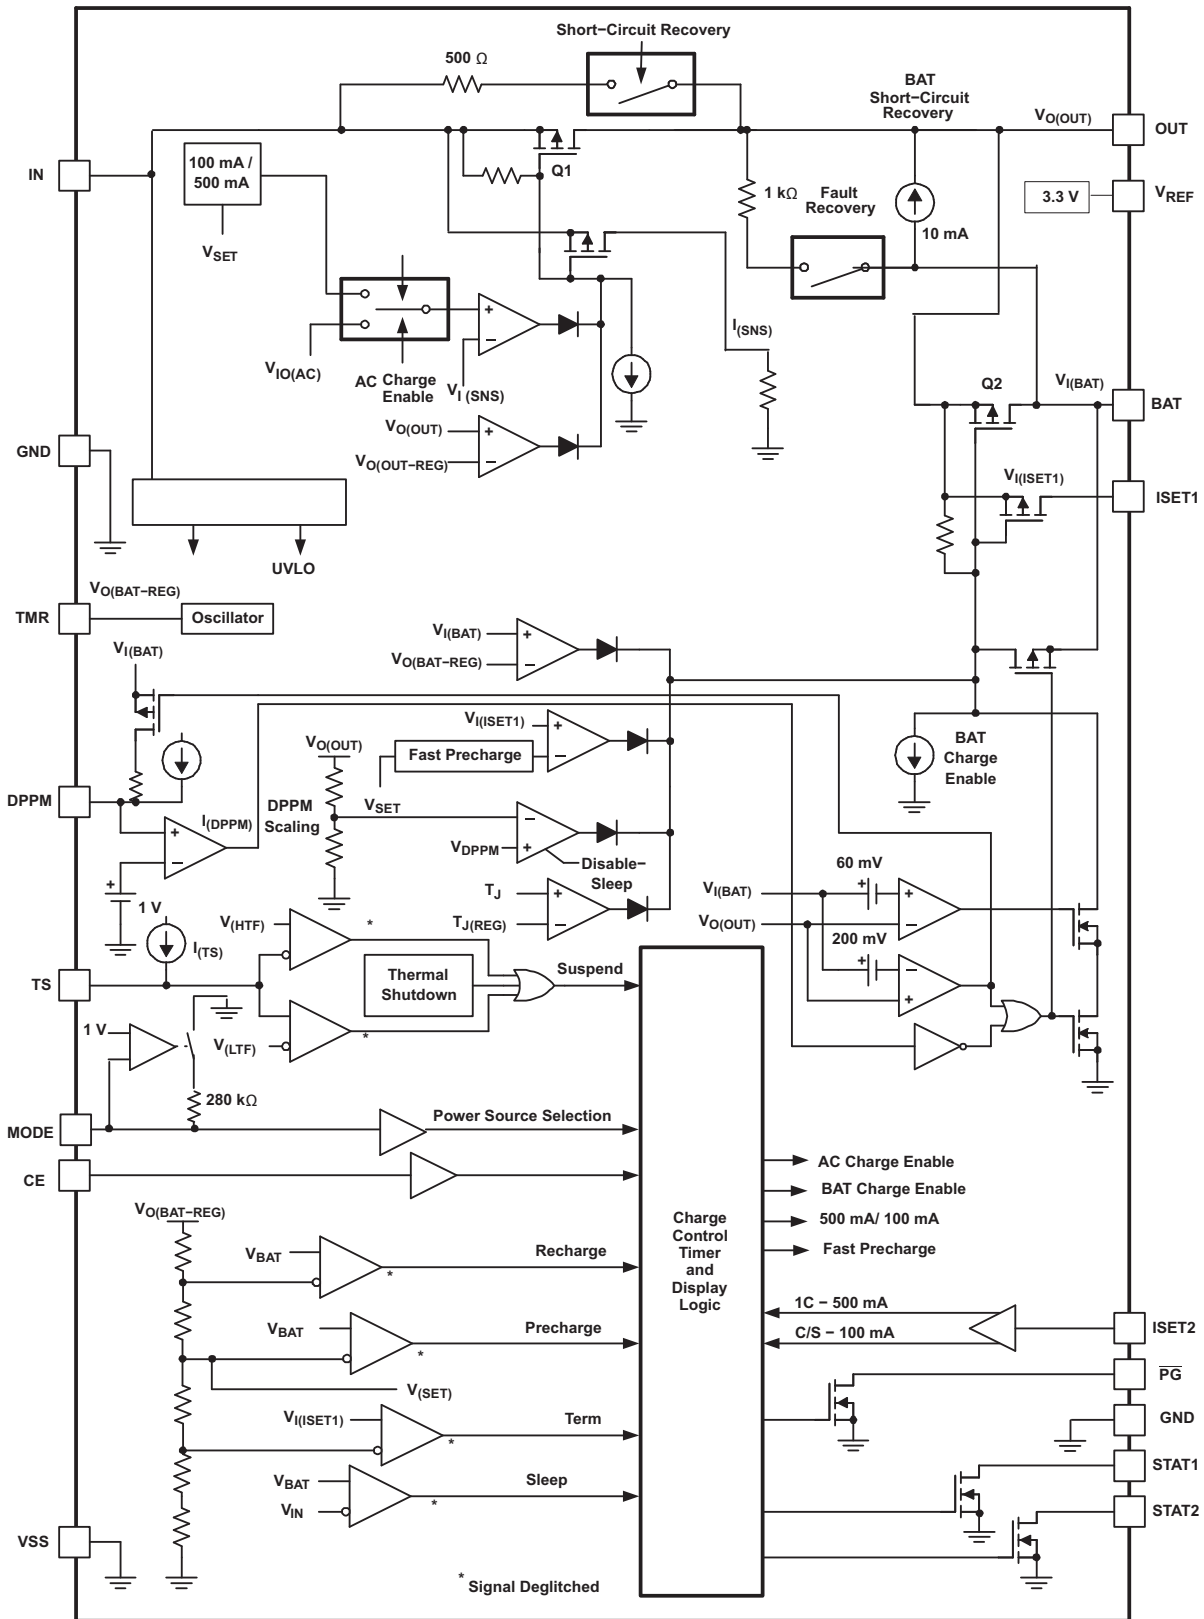 Short−Circuit Recovery
500 Ω
BAT
Short−Circuit
Recovery
VO(OUT)
OUT
IN
100 mA /
500 mA
Q1
1 kΩ
Fault
Recovery
3.3 V
VREF
10 mA
VSET
I(SNS)
VIO(AC)
AC Charge
Enable
VI (SNS)
Q2
VI(BAT)
BAT
VO(OUT)
VO(OUT−REG)
GND
VI(ISET1)
ISET1
UVLO
VO(BAT−REG)
TMR
Oscillator
VI(BAT)
VO(BAT−REG)
VI(BAT)
VI(ISET1)
Fast Precharge
BAT
Charge
Enable
VO(OUT)
VSET
DPPM
DPPM
Scaling
I(DPPM)
VDPPM
Disable−
Sleep
60 mV
TJ
TJ(REG)
VI(BAT)
VO(OUT)
200 mV
1 V
V(HTF)
*
I(TS)
TS
Thermal
Shutdown
Suspend
1 V
V(LTF)
*
280 kΩ
MODE
Power Source Selection
CE
AC Charge Enable
BAT Charge Enable
500 mA/ 100 mA
Fast Precharge
VO(BAT−REG)
VBAT
Recharge
*
Charge
Control
Timer
and
Display
Logic
1C − 500 mA
C/S − 100 mA
ISET2
VBAT
Precharge
*
V(SET)
PG
VI(ISET1)
Term
*
GND
STAT1
VBAT
Sleep
VIN
*
STAT2
VSS
* Signal Deglitched